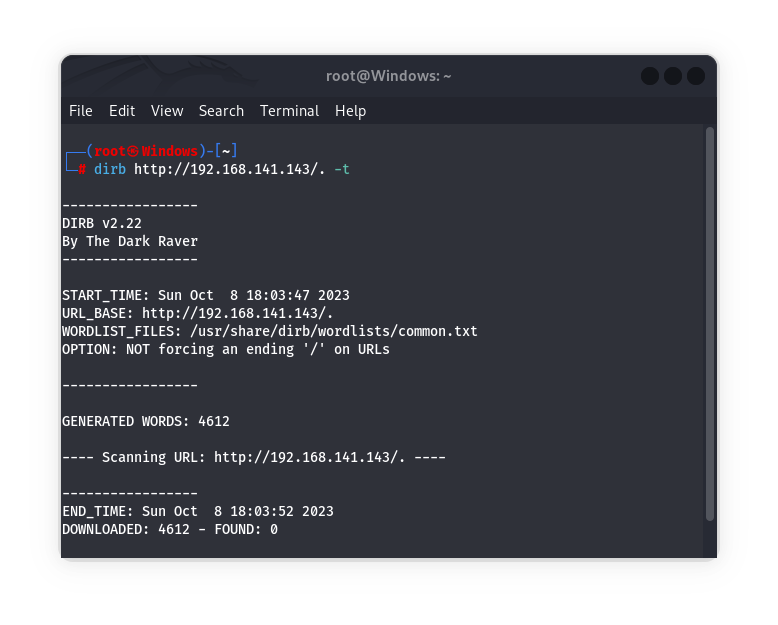 root@Windows: ~
File Edit View Search Terminal Help
┌──(root㉿Windows)-[~]
└─# dirb http://192.168.141.143/. -t
-----------------
DIRB v2.22
By The Dark Raver
-----------------
START_TIME: Sun Oct  8 18:03:47 2023
URL_BASE: http://192.168.141.143/.
WORDLIST_FILES: /usr/share/dirb/wordlists/common.txt
OPTION: NOT forcing an ending '/' on URLs
-----------------
GENERATED WORDS: 4612
---- Scanning URL: http://192.168.141.143/. ----
-----------------
END_TIME: Sun Oct  8 18:03:52 2023
DOWNLOADED: 4612 - FOUND: 0